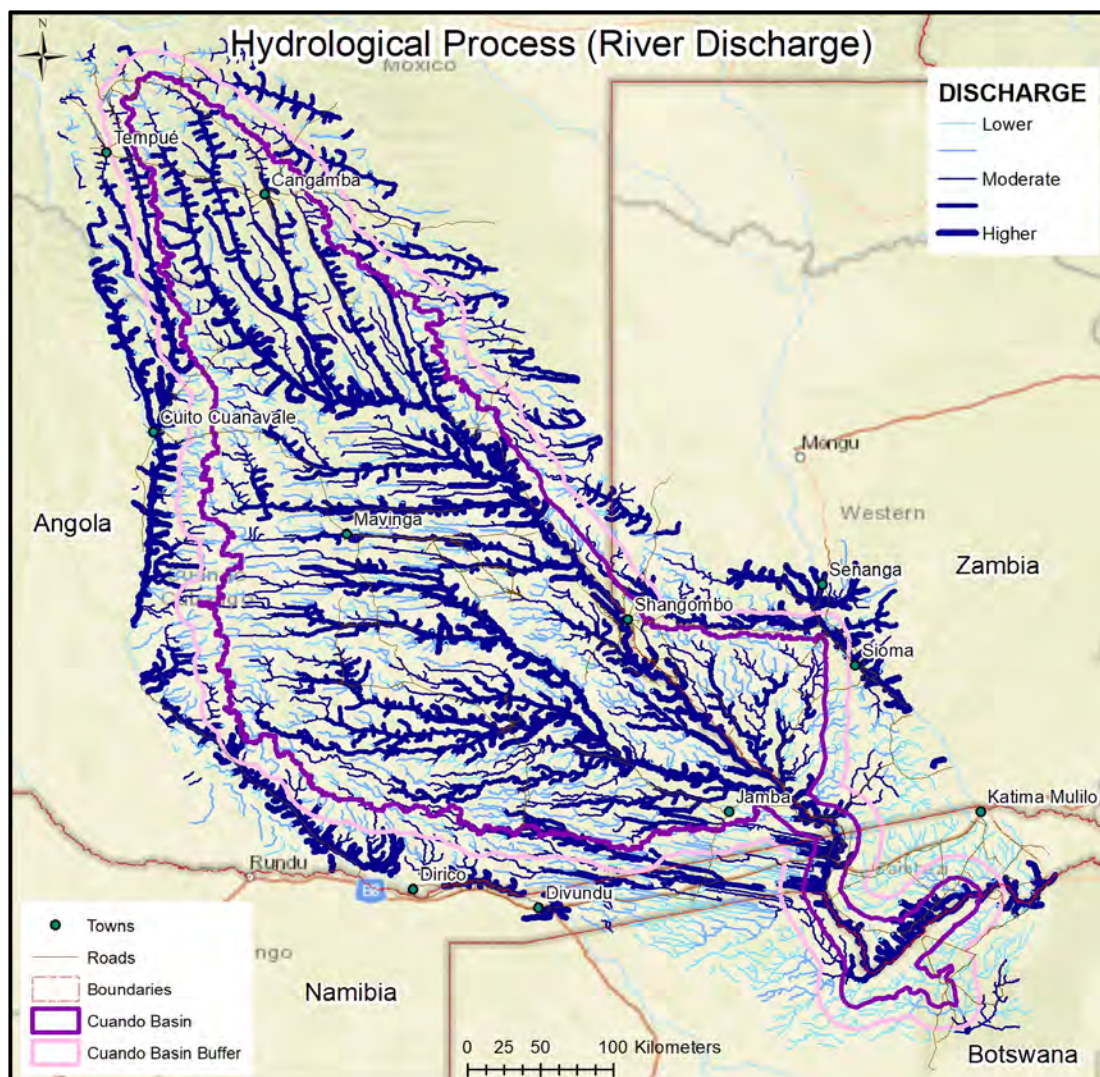 N
Hydrological Process (River Discharge)
MOXICO
DISCHARGE
Lower
Moderate
Higher
Tempué
Cangamba
Cuito Cuanavale
Mongu
Angola
Mavinga
Western
Zambia
Senanga
Shangombo
Sioma
Jamba
Katima Mulilo
Rundu
B8
Dirico
Divundu
Namibia
Botswana
Towns
Roads
Boundaries
Cuando Basin
Cuando Basin Buffer
0 25 50 100 Kilometers